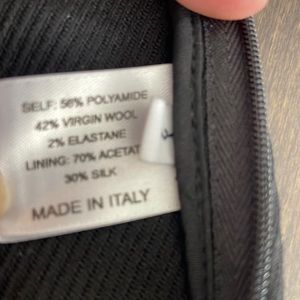 SELF: 56% POLYAMIDE
42% VIRGIN WOOL
2% ELASTANE
LINING: 70% ACETAT
30% SILK
MADE IN ITALY